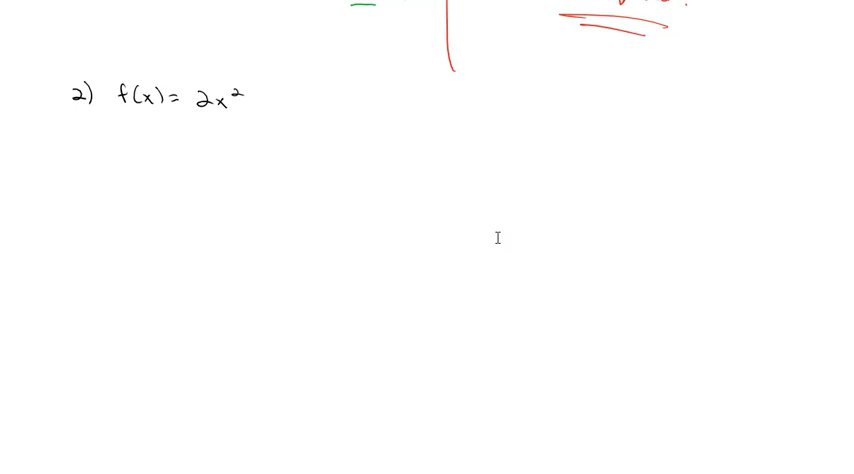 2) f(x) = 2x²